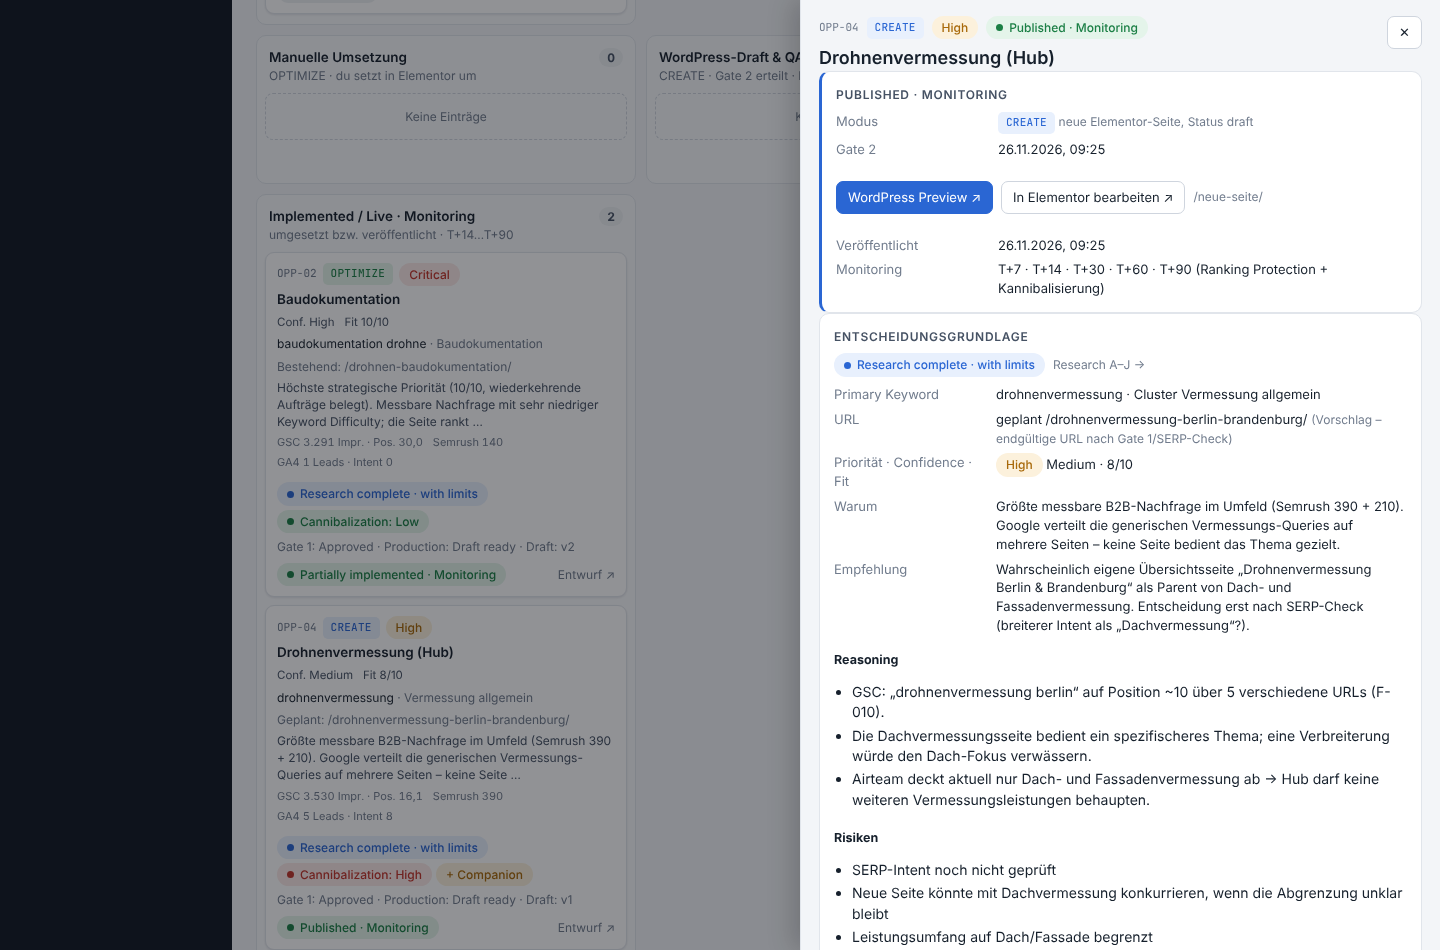 Manuelle Umsetzung
0
OPTIMIZE · du setzt in Elementor um
Keine Einträge
WordPress-Draft & QA
CREATE · Gate 2 erteilt ·
Implemented / Live · Monitoring
2
umgesetzt bzw. veröffentlicht · T+14…T+90
OPP-02 OPTIMIZE Critical
Baudokumentation
Conf. High Fit 10/10
baudokumentation drohne · Baudokumentation
Bestehend: /drohnen-baudokumentation/
Höchste strategische Priorität (10/10, wiederkehrende
Aufträge belegt). Messbare Nachfrage mit sehr niedriger
Keyword Difficulty; die Seite rankt …
GSC 3.291 Impr. · Pos. 30,0 Semrush 140
GA4 1 Leads · Intent 0
Research complete · with limits
Cannibalization: Low
Gate 1: Approved · Production: Draft ready · Draft: v2
Partially implemented · Monitoring
Entwurf ↗
OPP-04 CREATE High
Drohnenvermessung (Hub)
Conf. Medium Fit 8/10
drohnenvermessung · Vermessung allgemein
Geplant: /drohnenvermessung-berlin-brandenburg/
Größte messbare B2B-Nachfrage im Umfeld (Semrush 390
+ 210). Google verteilt die generischen Vermessungs-
Queries auf mehrere Seiten – keine Seite …
GSC 3.530 Impr. · Pos. 16,1 Semrush 390
GA4 5 Leads · Intent 8
Research complete · with limits
Cannibalization: High + Companion
Gate 1: Approved · Production: Draft ready · Draft: v1
Published · Monitoring
Entwurf ↗
OPP-04 CREATE High Published · Monitoring
×
Drohnenvermessung (Hub)
PUBLISHED · MONITORING
Modus CREATE neue Elementor-Seite, Status draft
Gate 2 26.11.2026, 09:25
WordPress Preview ↗ In Elementor bearbeiten ↗ /neue-seite/
Veröffentlicht 26.11.2026, 09:25
Monitoring T+7 · T+14 · T+30 · T+60 · T+90 (Ranking Protection +
Kannibalisierung)
ENTSCHEIDUNGSGRUNDLAGE
Research complete · with limits Research A–J →
Primary Keyword drohnenvermessung · Cluster Vermessung allgemein
URL geplant /drohnenvermessung-berlin-brandenburg/ (Vorschlag –
endgültige URL nach Gate 1/SERP-Check)
Priorität · Confidence ·
Fit
High Medium · 8/10
Warum Größte messbare B2B-Nachfrage im Umfeld (Semrush 390 + 210).
Google verteilt die generischen Vermessungs-Queries auf
mehrere Seiten – keine Seite bedient das Thema gezielt.
Empfehlung Wahrscheinlich eigene Übersichtsseite „Drohnenvermessung
Berlin & Brandenburg“ als Parent von Dach- und
Fassadenvermessung. Entscheidung erst nach SERP-Check
(breiterer Intent als „Dachvermessung“?).
Reasoning
• GSC: „drohnenvermessung berlin“ auf Position ~10 über 5 verschiedene URLs (F-
010).
• Die Dachvermessungsseite bedient ein spezifischeres Thema; eine Verbreiterung
würde den Dach-Fokus verwässern.
• Airteam deckt aktuell nur Dach- und Fassadenvermessung ab → Hub darf keine
weiteren Vermessungsleistungen behaupten.
Risiken
• SERP-Intent noch nicht geprüft
• Neue Seite könnte mit Dachvermessung konkurrieren, wenn die Abgrenzung unklar
bleibt
• Leistungsumfang auf Dach/Fassade begrenzt